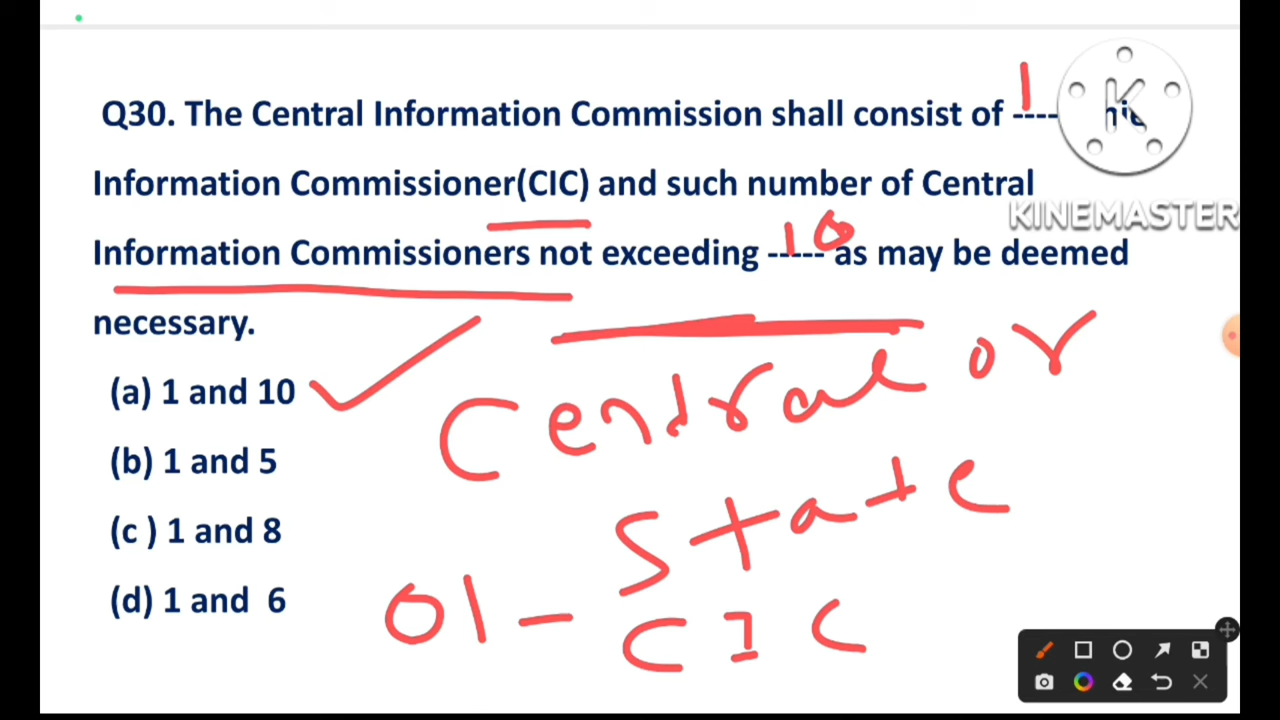 Q30. The Central Information Commission shall consist of ----
1
KINEMASTER
Information Commissioner(CIC) and such number of Central
Information Commissioners not exceeding ----- as may be deemed
10
necessary.
(a) 1 and 10
(b) 1 and 5
(c ) 1 and 8
(d) 1 and 6
Central or
State
01 - CIC